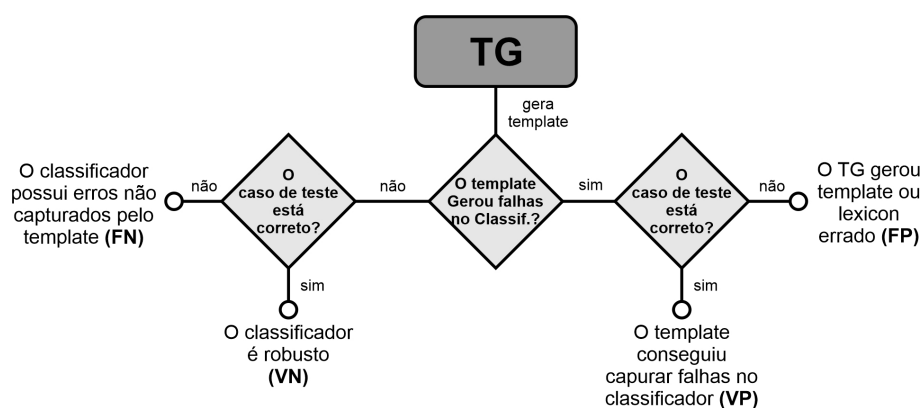 TG
gera
template
O template
Gerou falhas
no Classif.?
não
sim
O
caso de teste
está
correto?
não
sim
O classificador
possui erros não
capturados pelo
template (FN)
O classificador
é robusto
(VN)
O
caso de teste
está
correto?
não
sim
O TG gerou
template ou
lexicon
errado (FP)
O template
conseguiu
capurar falhas no
classificador (VP)